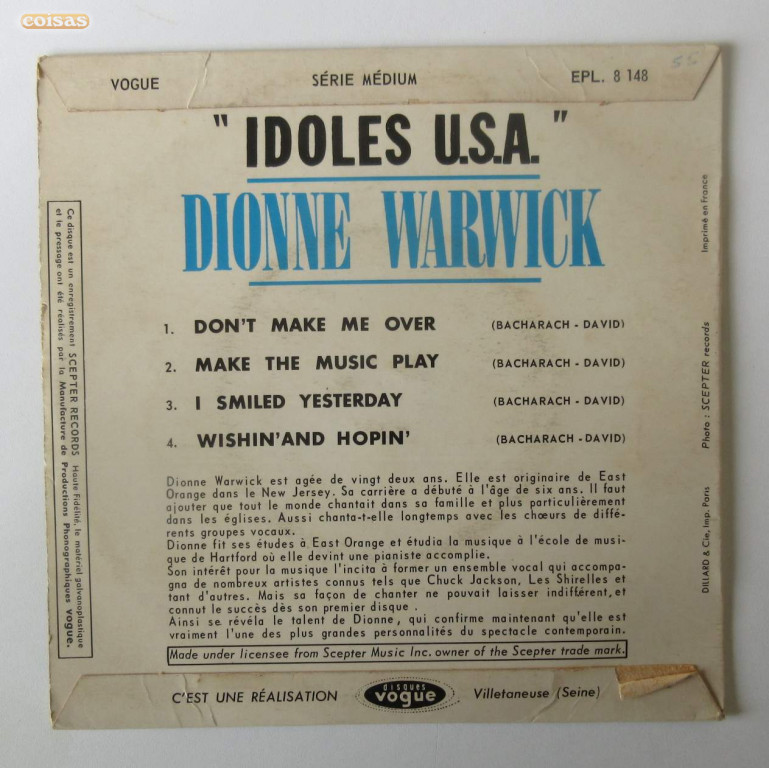 coisas
VOGUE SÉRIE MÉDIUM EPL. 8 148
55
" IDOLES U.S.A. "
DIONNE WARWICK
1. DON'T MAKE ME OVER (BACHARACH - DAVID)
2. MAKE THE MUSIC PLAY (BACHARACH - DAVID)
3. I SMILED YESTERDAY (BACHARACH - DAVID)
4. WISHIN'AND HOPIN' (BACHARACH - DAVID)
Dionne Warwick est agée de vingt deux ans. Elle est originaire de East
Orange dans le New Jersey. Sa carrière a débuté à l'âge de six ans. Il faut
ajouter que tout le monde chantait dans sa famille et plus particulièrement
dans les églises. Aussi chanta-t-elle longtemps avec les chœurs de diffé-
rents groupes vocaux.
Dionne fit ses études à East Orange et étudia la musique à l'école de musi-
que de Hartford où elle devint une pianiste accomplie.
Son intérêt pour la musique l'incita à former un ensemble vocal qui accompa-
gna de nombreux artistes connus tels que Chuck Jackson, Les Shirelles et
tant d'autres. Mais sa façon de chanter ne pouvait laisser indifférent, et
connut le succès dès son premier disque .
Ainsi se révéla le talent de Dionne, qui confirme maintenant qu'elle est
vraiment l'une des plus grandes personnalités du spectacle contemporain.
Made under licensee from Scepter Music Inc. owner of the Scepter trade mark.
C'EST UNE RÉALISATION disques vogue Villetaneuse (Seine)
Ce disque est un enregistrement SCEPTER RECORDS Haute Fidélité, le matériel galvanoplastique
et le pressage ont été réalisés par la Manufacture de Productions Phonographiques vogue.
Imprimé en France
Photo : SCEPTER records
DILLARD & Cie, Imp. Paris